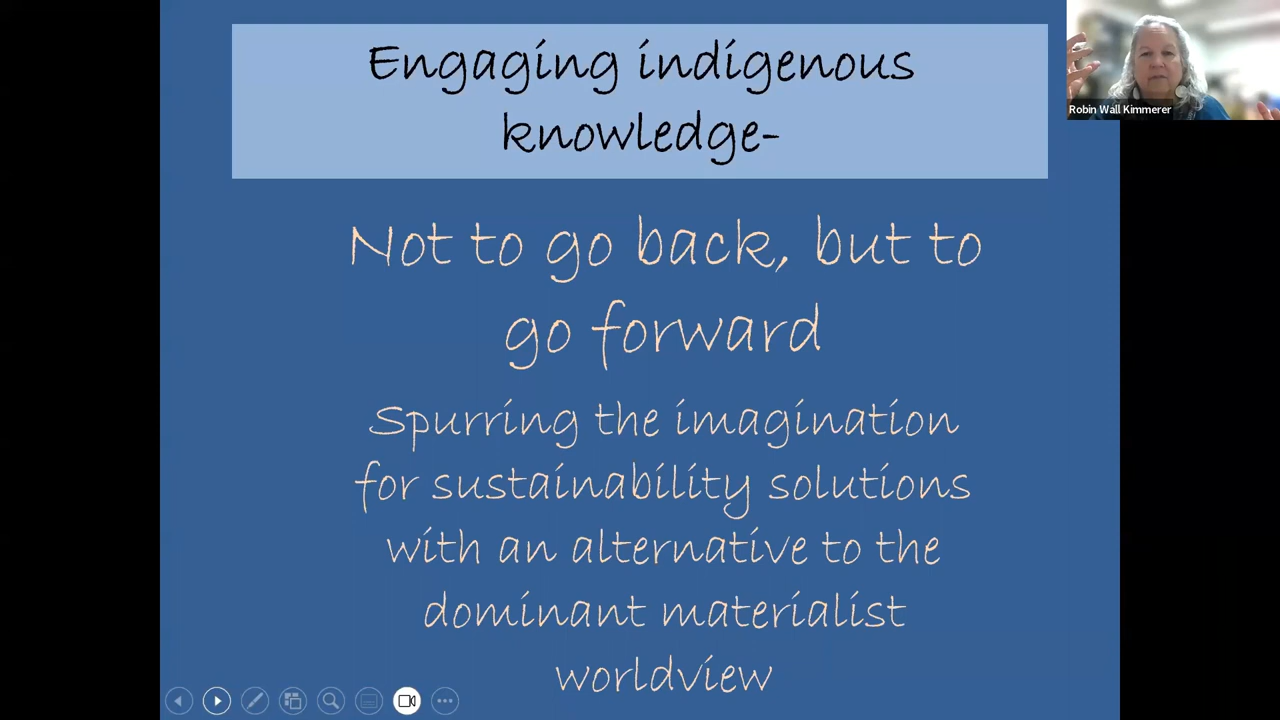 Engaging indigenous
knowledge-
Robin Wall Kimmerer
Not to go back, but to
go forward
Spurring the imagination
for sustainability solutions
with an alternative to the
dominant materialist
worldview